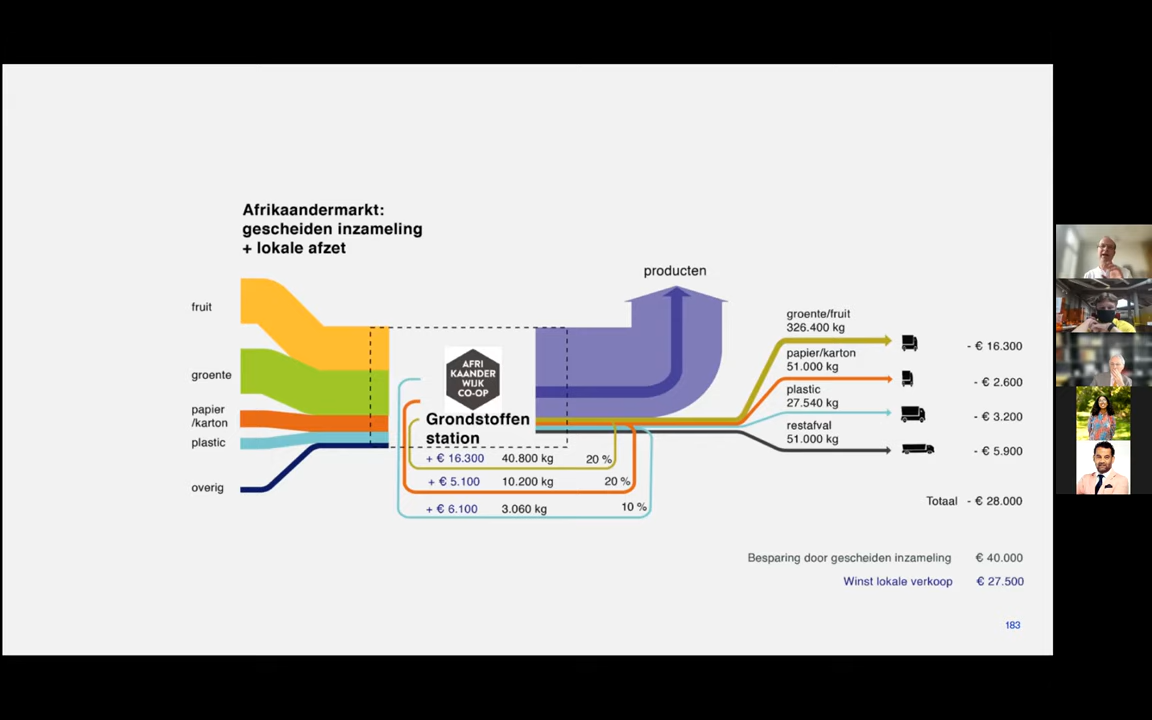 Afrikaandermarkt:
gescheiden inzameling
+ lokale afzet
producten
fruit
groente
papier
/karton
plastic
overig
AFRI
KAANDER
WIJK
CO-OP
Grondstoffen
station
+ € 16.300 40.800 kg 20 %
+ € 5.100 10.200 kg 20 %
+ € 6.100 3.060 kg 10 %
groente/fruit
326.400 kg
- € 16.300
papier/karton
51.000 kg
- € 2.600
plastic
27.540 kg
- € 3.200
restafval
51.000 kg
- € 5.900
Totaal - € 28.000
Besparing door gescheiden inzameling € 40.000
Winst lokale verkoop € 27.500
183